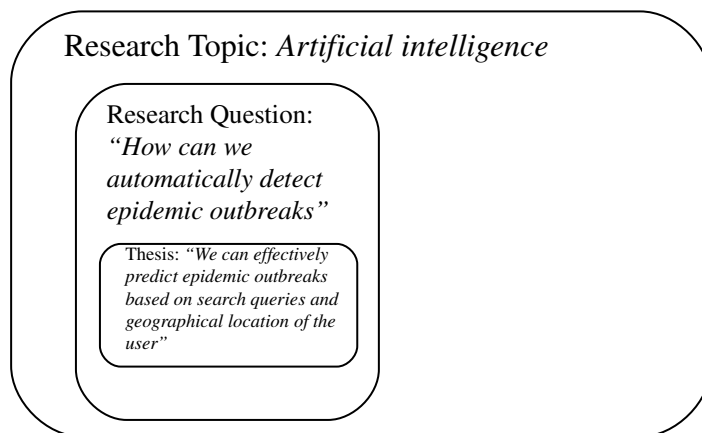 Research Topic: Artificial intelligence
Research Question:
“How can we
automatically detect
epidemic outbreaks”
Thesis: “We can effectively
predict epidemic outbreaks
based on search queries and
geographical location of the
user”